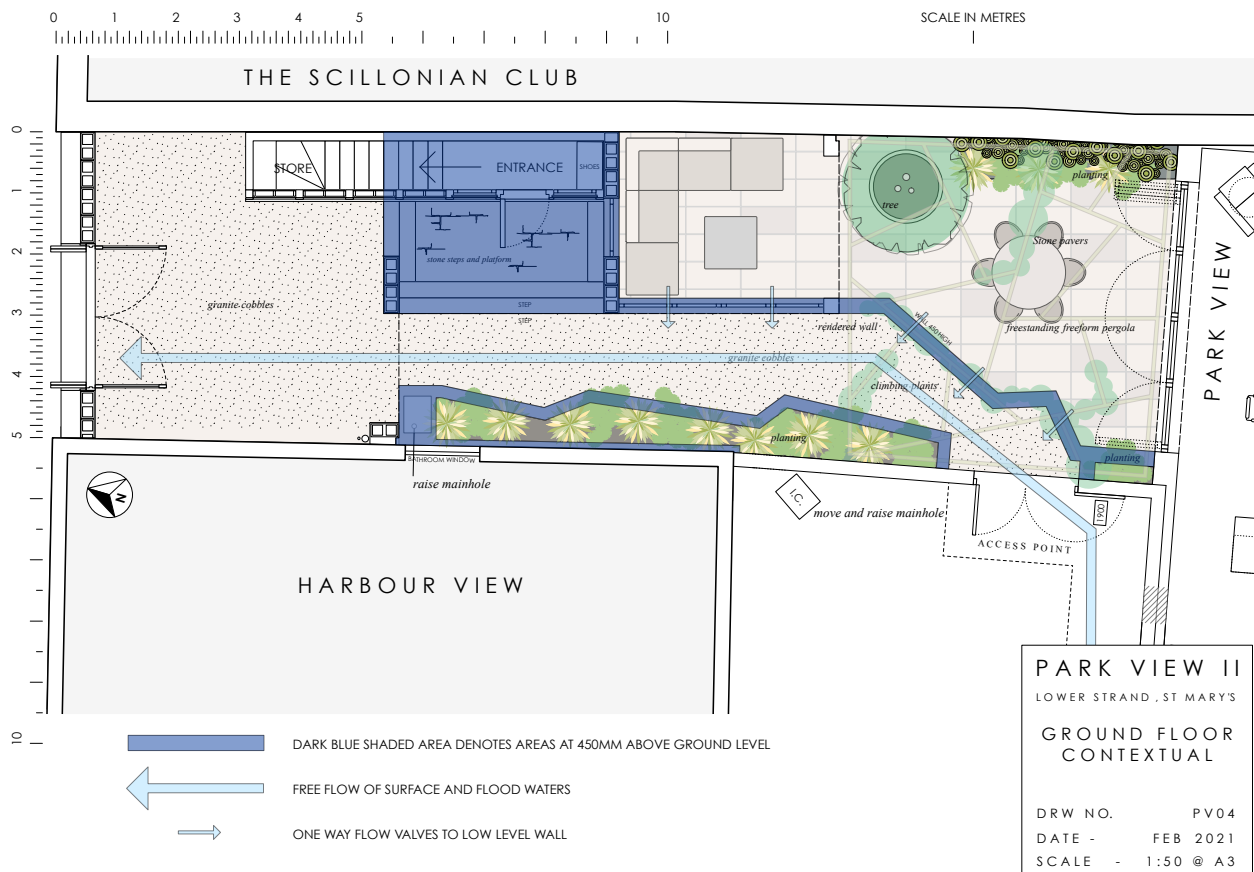 0 1 2 3 4 5 10 SCALE IN METRES
THE SCILLONIAN CLUB
0
1
2
3
4
5
10
STORE
ENTRANCE
SHOES
stone steps and platform
STEP
STEP
granite cobbles
tree
planting
Stone pavers
freestanding freeform pergola
rendered wall
WALL 450 HIGH
granite cobbles
climbing plants
planting
planting
PARK VIEW
BATHROOM WINDOW
raise mainhole
I.C.
move and raise mainhole
ACCESS POINT
1900
N
HARBOUR VIEW
DARK BLUE SHADED AREA DENOTES AREAS AT 450MM ABOVE GROUND LEVEL
FREE FLOW OF SURFACE AND FLOOD WATERS
ONE WAY FLOW VALVES TO LOW LEVEL WALL
PARK VIEW II
LOWER STRAND, ST MARY'S
GROUND FLOOR
CONTEXTUAL
DRW NO. PV04
DATE - FEB 2021
SCALE - 1:50 @ A3